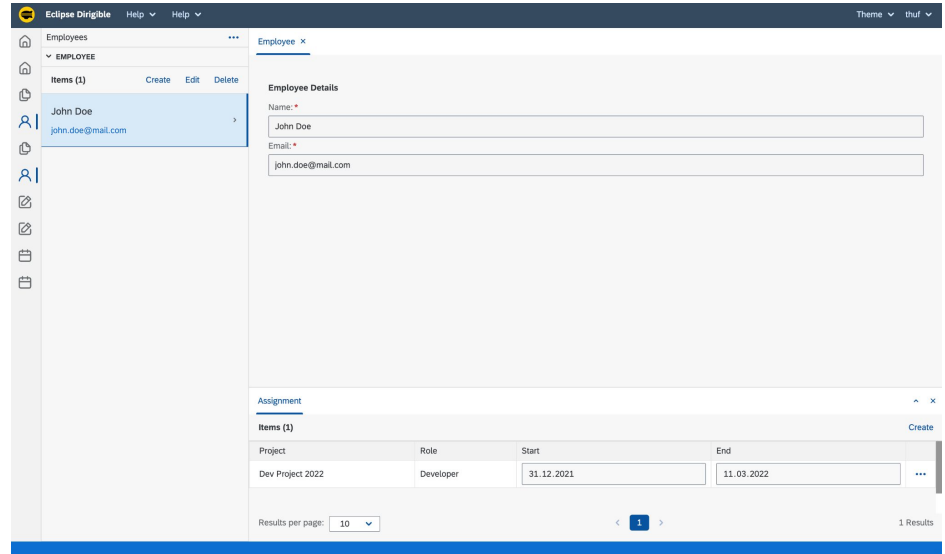 Eclipse Dirigible Help Help Theme thuf
Employees
EMPLOYEE
Items (1) Create Edit Delete
John Doe
john.doe@mail.com
Employee
Employee Details
Name:*
John Doe
Email:*
john.doe@mail.com
Assignment
Items (1) Create
Project Role Start End
Dev Project 2022 Developer 31.12.2021 11.03.2022
Results per page: 10 1 1 Results